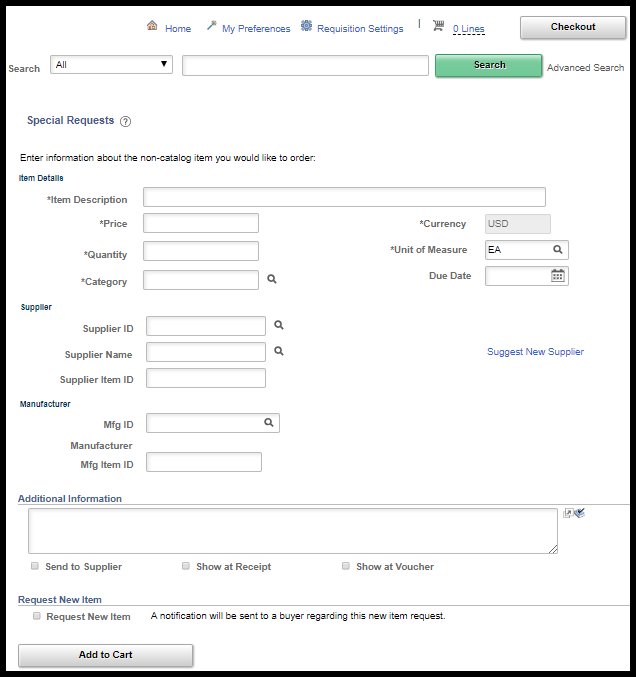 Home My Preferences Requisition Settings | 0 Lines Checkout
Search All Search Advanced Search
Special Requests ?
Enter information about the non-catalog item you would like to order:
Item Details
*Item Description
*Price *Currency USD
*Quantity *Unit of Measure EA
*Category Due Date
Supplier
Supplier ID
Supplier Name Suggest New Supplier
Supplier Item ID
Manufacturer
Mfg ID
Manufacturer
Mfg Item ID
Additional Information
Send to Supplier Show at Receipt Show at Voucher
Request New Item
Request New Item A notification will be sent to a buyer regarding this new item request.
Add to Cart